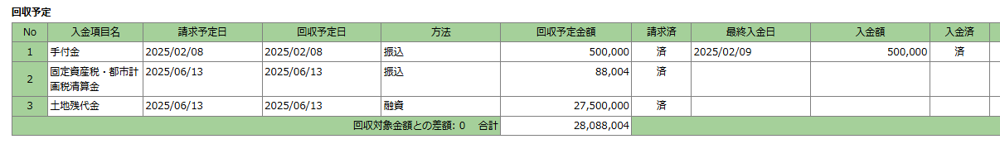 回収予定
No 入金項目名 請求予定日 回収予定日 方法 回収予定金額 請求済 最終入金日 入金額 入金済
1 手付金 2025/02/08 2025/02/08 振込 500,000 済 2025/02/09 500,000 済
2 固定資産税・都市計 2025/06/13 2025/06/13 振込 88,004 済
画税清算金
3 土地残代金 2025/06/13 2025/06/13 融資 27,500,000 済
回収対象金額との差額: 0 合計 28,088,004